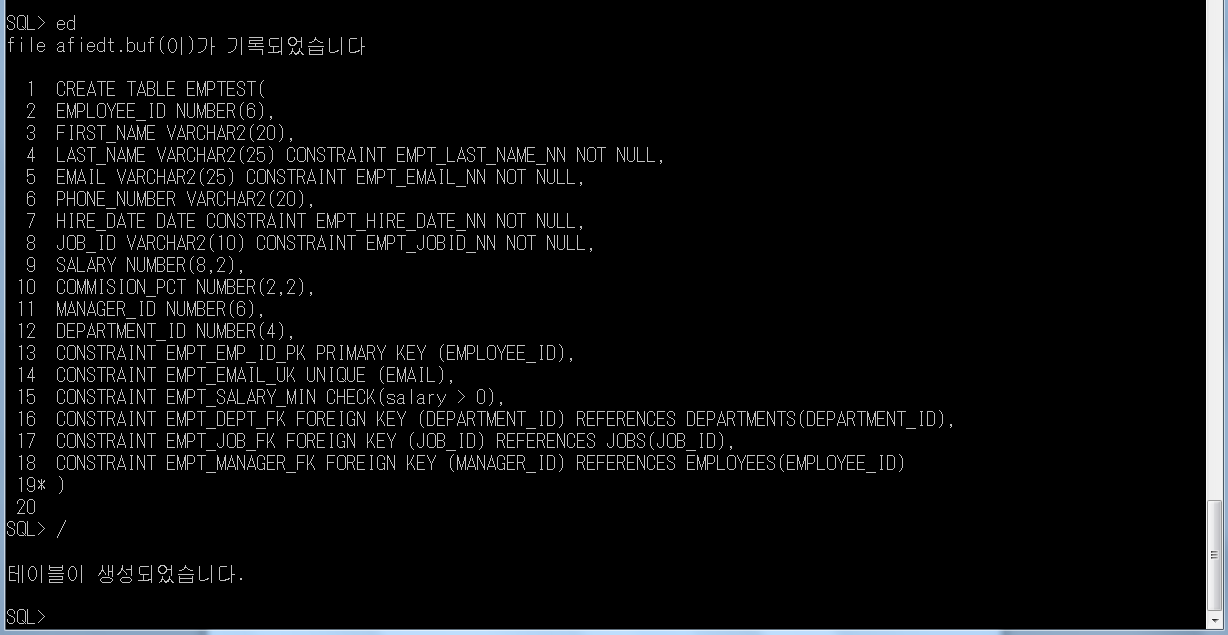 SQL> ed
file afiedt.buf(이)가 기록되었습니다
1 CREATE TABLE EMPTEST(
2 EMPLOYEE_ID NUMBER(6),
3 FIRST_NAME VARCHAR2(20),
4 LAST_NAME VARCHAR2(25) CONSTRAINT EMPT_LAST_NAME_NN NOT NULL,
5 EMAIL VARCHAR2(25) CONSTRAINT EMPT_EMAIL_NN NOT NULL,
6 PHONE_NUMBER VARCHAR2(20),
7 HIRE_DATE DATE CONSTRAINT EMPT_HIRE_DATE_NN NOT NULL,
8 JOB_ID VARCHAR2(10) CONSTRAINT EMPT_JOBID_NN NOT NULL,
9 SALARY NUMBER(8,2),
10 COMMISION_PCT NUMBER(2,2),
11 MANAGER_ID NUMBER(6),
12 DEPARTMENT_ID NUMBER(4),
13 CONSTRAINT EMPT_EMP_ID_PK PRIMARY KEY (EMPLOYEE_ID),
14 CONSTRAINT EMPT_EMAIL_UK UNIQUE (EMAIL),
15 CONSTRAINT EMPT_SALARY_MIN CHECK(salary > 0),
16 CONSTRAINT EMPT_DEPT_FK FOREIGN KEY (DEPARTMENT_ID) REFERENCES DEPARTMENTS(DEPARTMENT_ID),
17 CONSTRAINT EMPT_JOB_FK FOREIGN KEY (JOB_ID) REFERENCES JOBS(JOB_ID),
18 CONSTRAINT EMPT_MANAGER_FK FOREIGN KEY (MANAGER_ID) REFERENCES EMPLOYEES(EMPLOYEE_ID)
19* )
20
SQL> /
테이블이 생성되었습니다.
SQL>